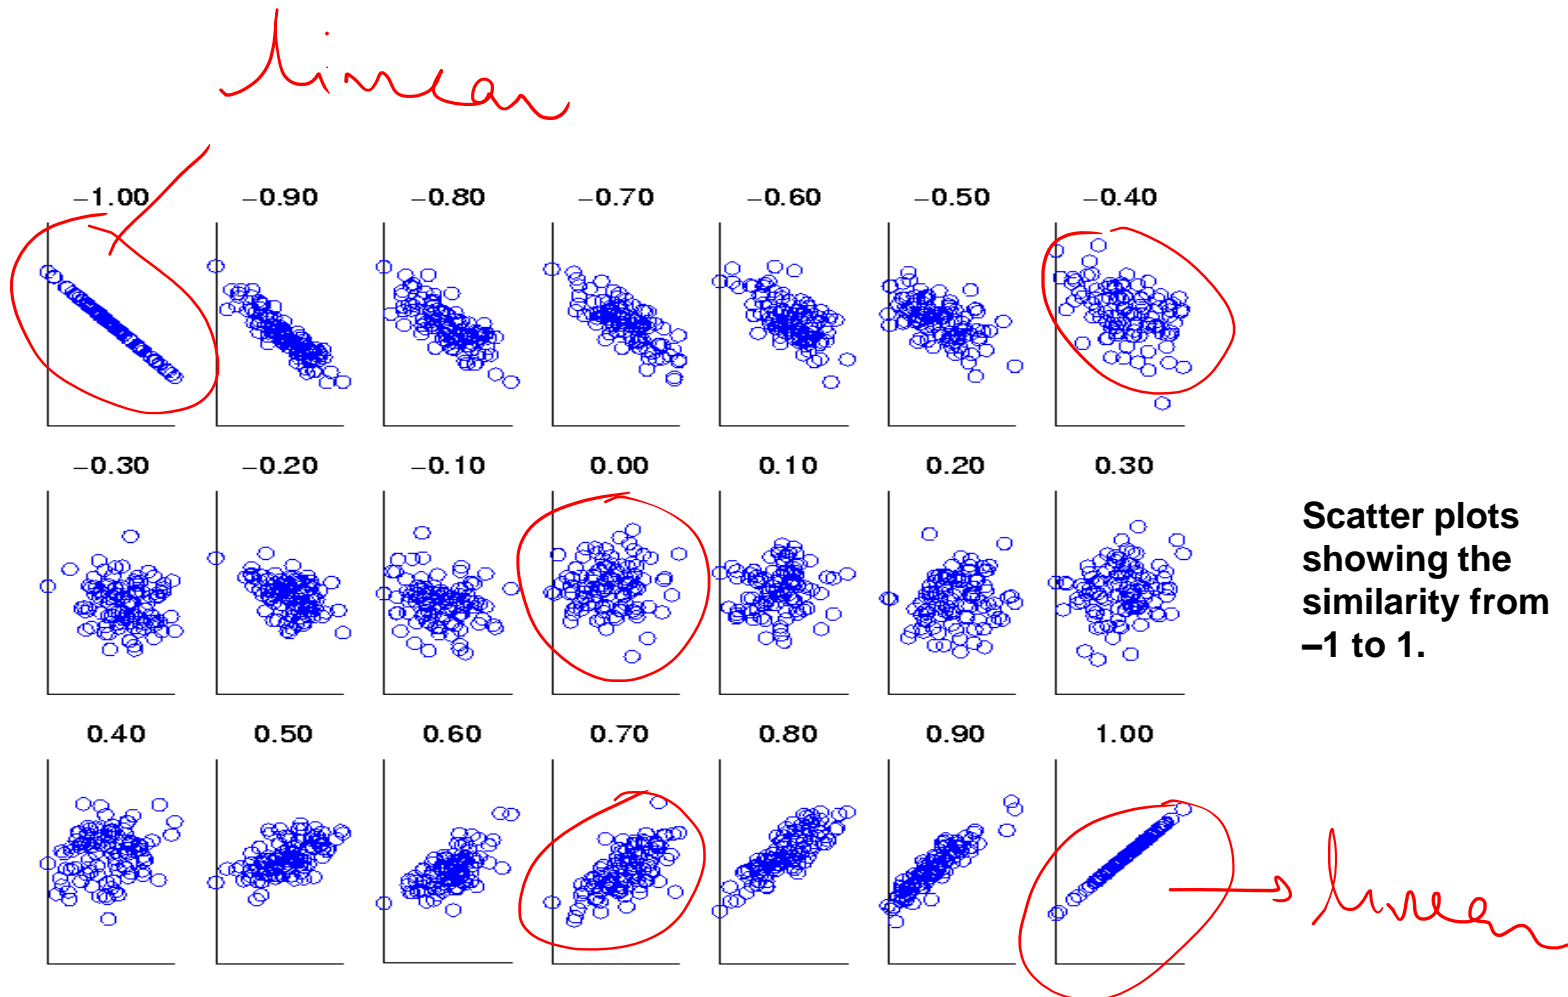 linear
−1.00 −0.90 −0.80 −0.70 −0.60 −0.50 −0.40
−0.30 −0.20 −0.10 0.00 0.10 0.20 0.30
Scatter plots
showing the
similarity from
–1 to 1.
0.40 0.50 0.60 0.70 0.80 0.90 1.00
linear